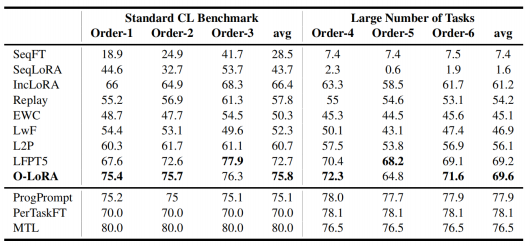 Standard CL Benchmark Large Number of Tasks
Order-1 Order-2 Order-3 avg Order-4 Order-5 Order-6 avg
SeqFT 18.9 24.9 41.7 28.5 7.4 7.4 7.5 7.4
SeqLoRA 44.6 32.7 53.7 43.7 2.3 0.6 1.9 1.6
IncLoRA 66 64.9 68.3 66.4 63.3 58.5 61.7 61.2
Replay 55.2 56.9 61.3 57.8 55 54.6 53.1 54.2
EWC 48.7 47.7 54.5 50.3 45.3 44.5 45.6 45.1
LwF 54.4 53.1 49.6 52.3 50.1 43.1 47.4 46.9
L2P 60.3 61.7 61.1 60.7 57.5 53.8 56.9 56.1
LFPT5 67.6 72.6 77.9 72.7 70.4 68.2 69.1 69.2
O-LoRA 75.4 75.7 76.3 75.8 72.3 64.8 71.6 69.6
ProgPrompt 75.2 75 75.1 75.1 78.0 77.7 77.9 77.9
PerTaskFT 70.0 70.0 70.0 70.0 78.1 78.1 78.1 78.1
MTL 80.0 80.0 80.0 80.0 76.5 76.5 76.5 76.5